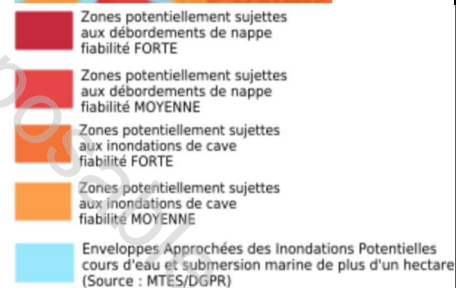 Zones potentiellement sujettes
aux débordements de nappe
fiabilité FORTE
Zones potentiellement sujettes
aux débordements de nappe
fiabilité MOYENNE
Zones potentiellement sujettes
aux inondations de cave
fiabilité FORTE
Zones potentiellement sujettes
aux inondations de cave
fiabilité MOYENNE
Enveloppes Approchées des Inondations Potentielles
cours d'eau et submersion marine de plus d'un hectare
(Source : MTES/DGPR)